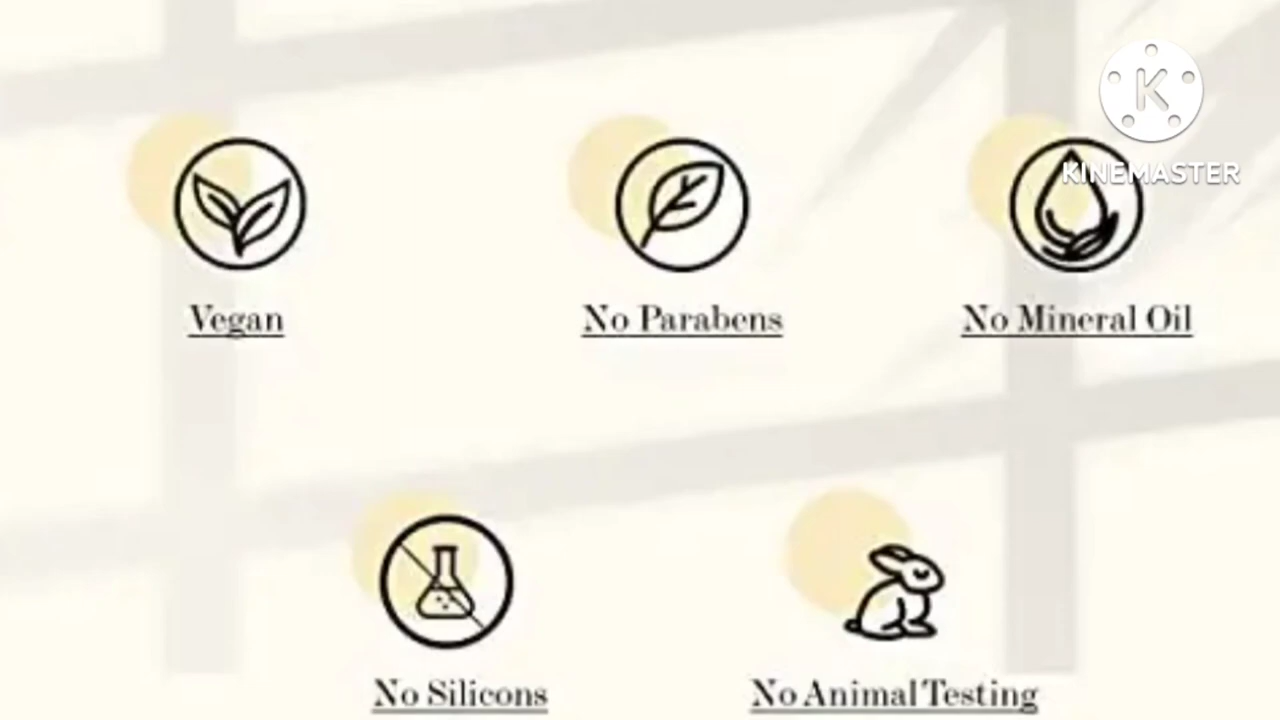 K
KINEMASTER
Vegan
No Parabens
No Mineral Oil
No Silicons
No Animal Testing